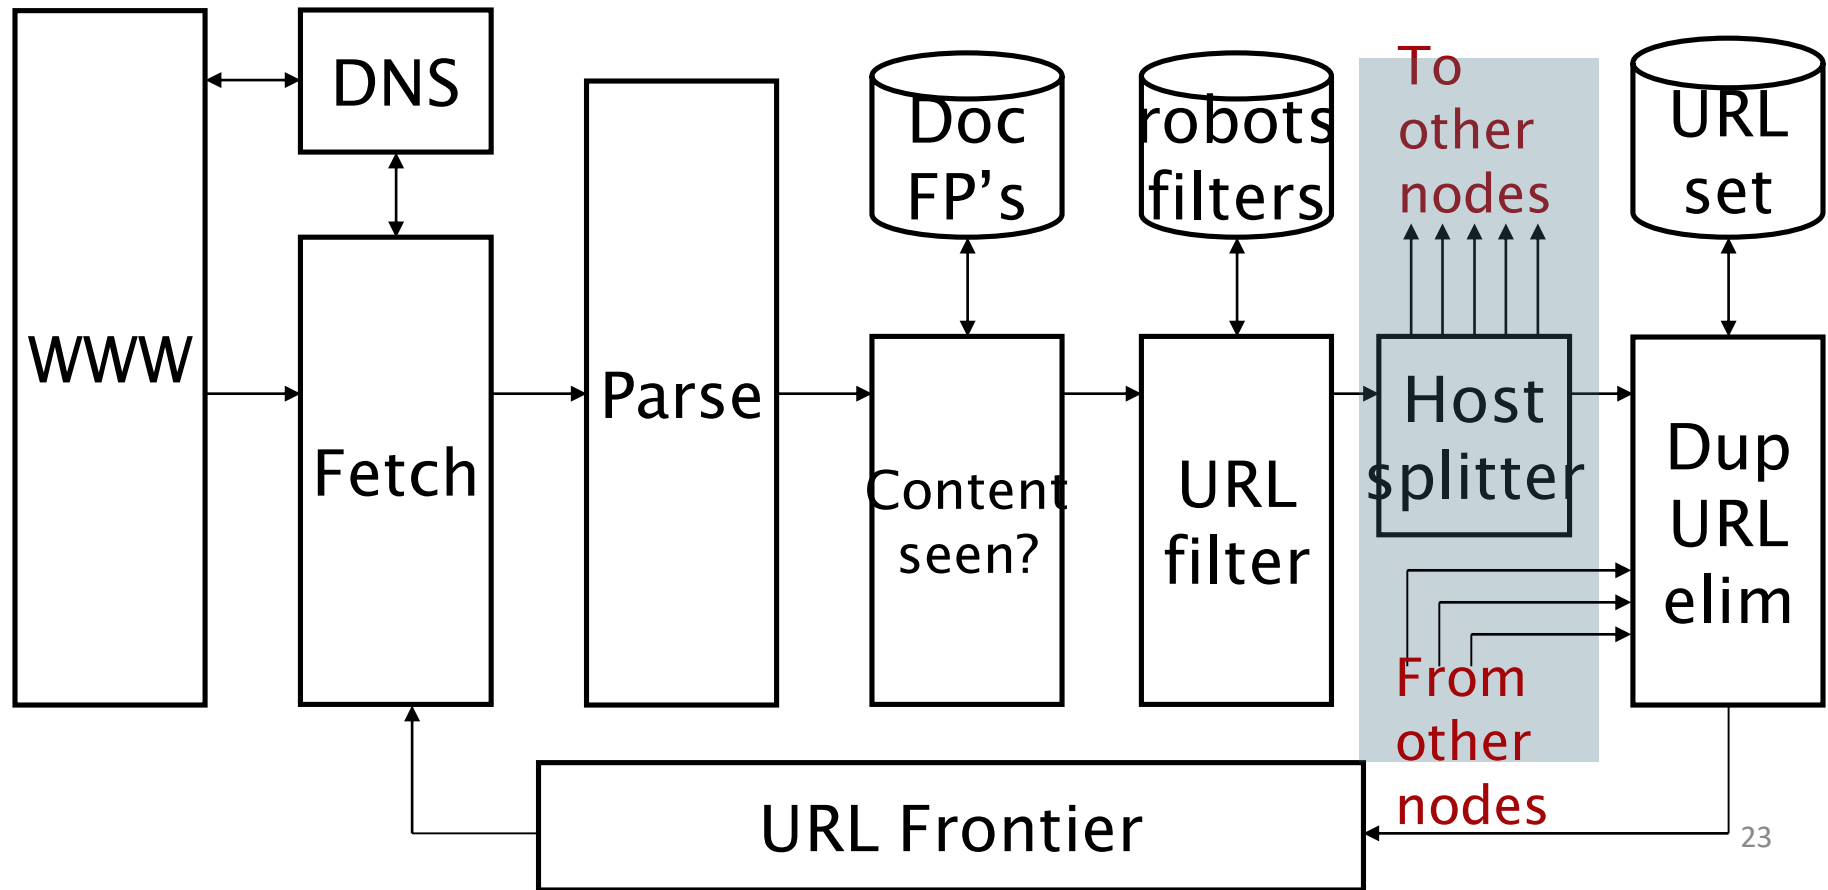 WWW
DNS
Fetch
Parse
Doc
FP's
Content
seen?
robots
filters
URL
filter
To
other
nodes
Host
splitter
From
other
nodes
URL
set
Dup
URL
elim
URL Frontier
23